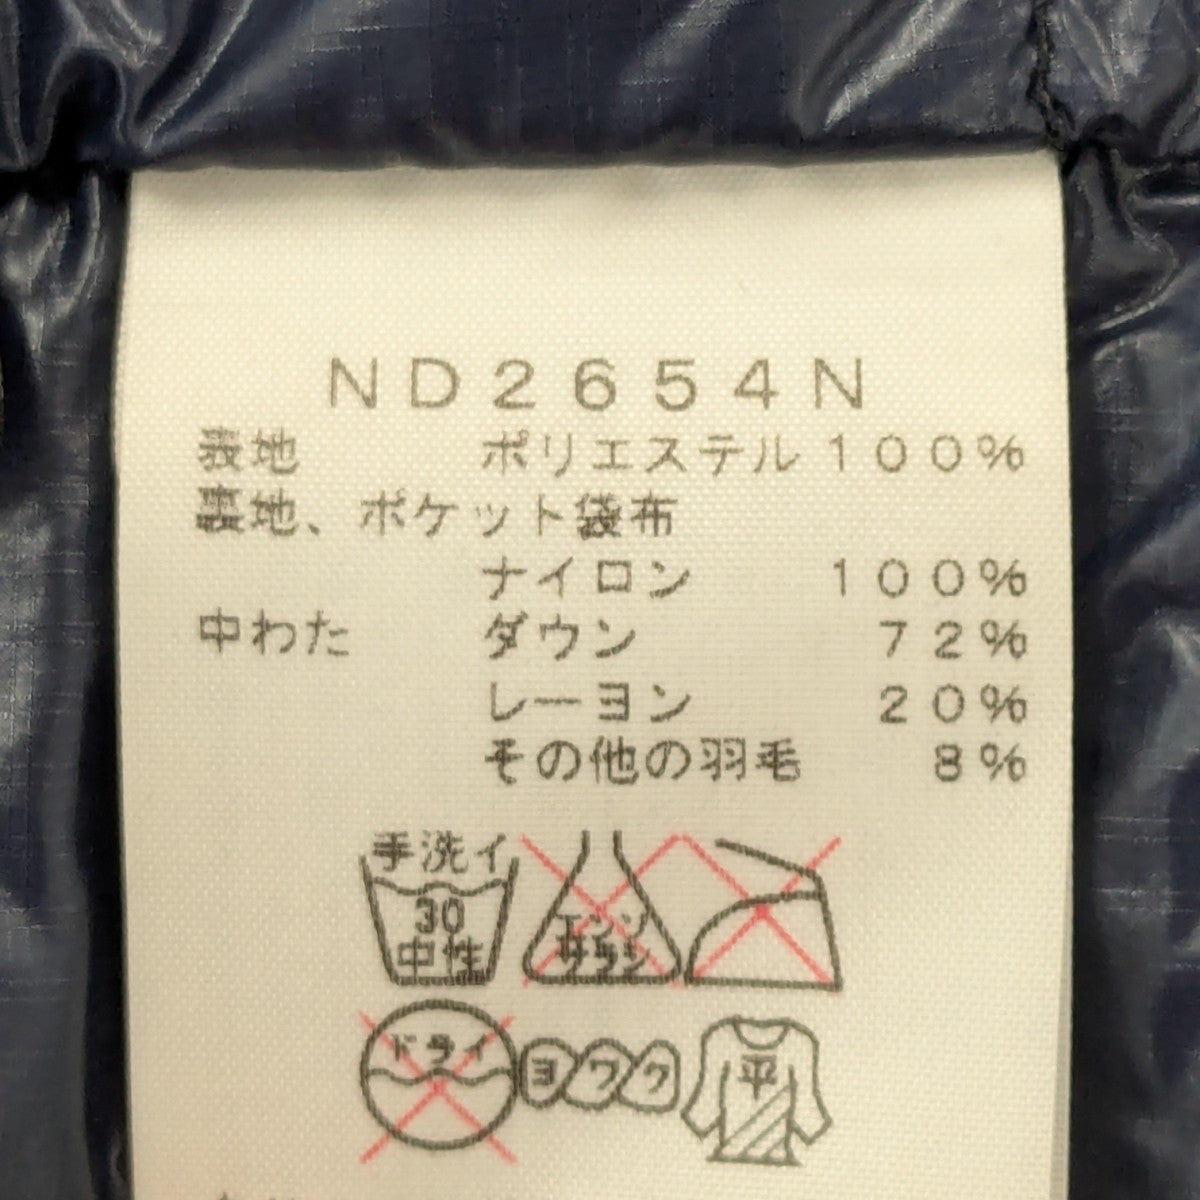 ND2654N
表地 ポリエステル 100%
裏地、ポケット袋布
ナイロン 100%
中わた ダウン 72%
レーヨン 20%
その他の羽毛 8%
手洗イ
30
中性
エンソ
サラシ
ドライ
ヨワク
平